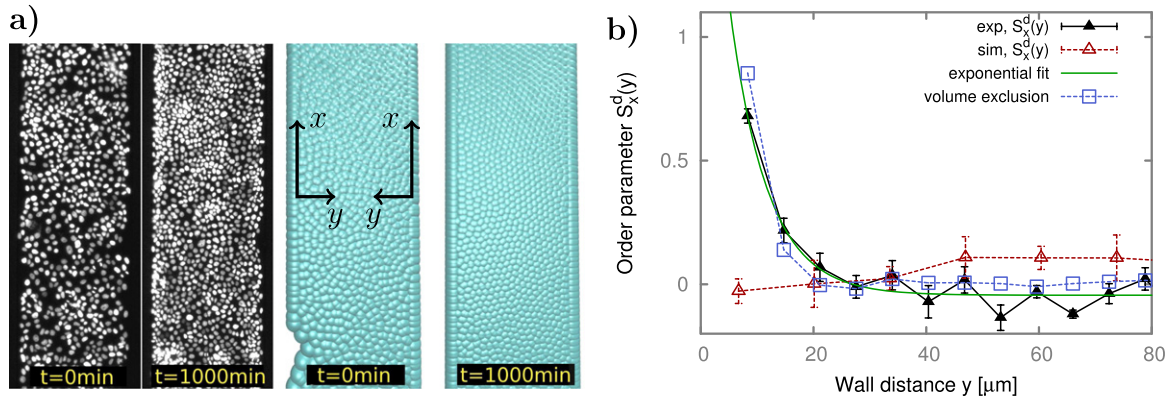 a)
t=0min
t=1000min
x
y
y
x
t=0min
t=1000min
b)
exp, S_x^d(y)
sim, S_x^d(y)
exponential fit
volume exclusion
Order parameter S_x^d(y)
1
0.5
0
0 20 40 60 80
Wall distance y [μm]